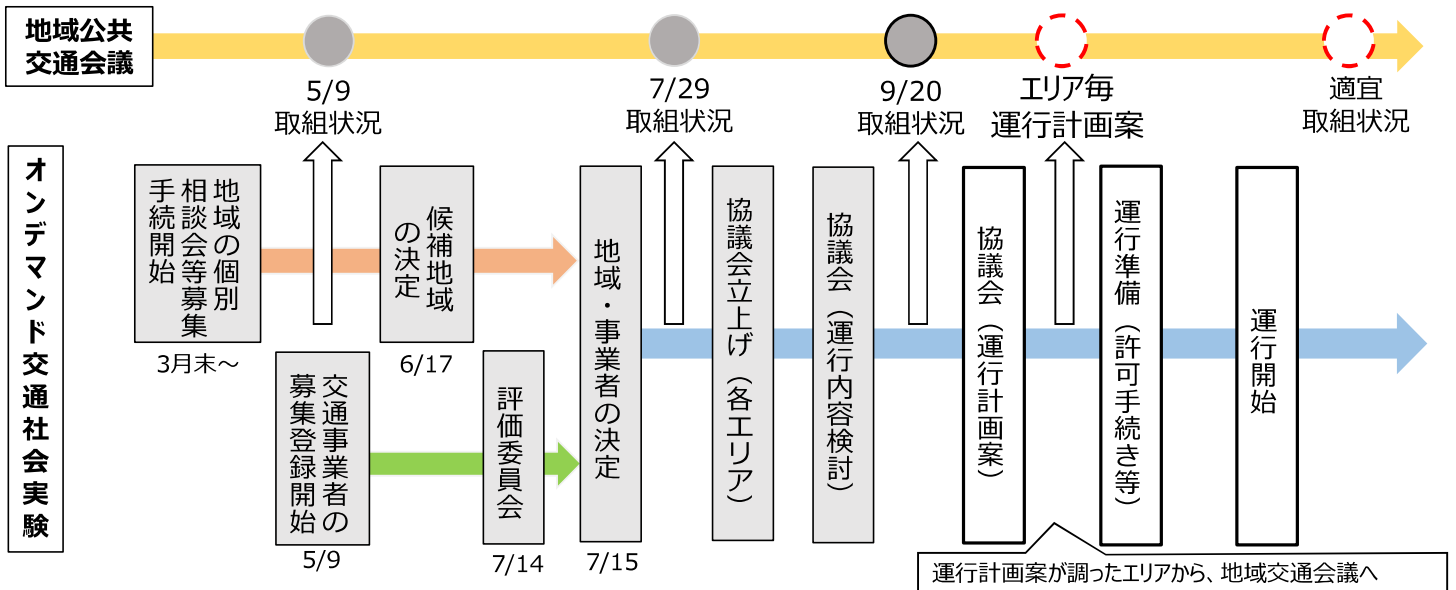 地域公共
交通会議
5/9
取組状況
7/29
取組状況
9/20
取組状況
エリア毎
運行計画案
適宜
取組状況
オンデマンド交通社会実験
地域の個別
相談会等募集
手続開始
3月末~
交通事業者の
募集登録開始
5/9
候補地域
の決定
6/17
評価委員会
7/14
地域・事業者の決定
7/15
協議会立上げ(各エリア)
協議会(運行内容検討)
協議会(運行計画案)
運行準備(許可手続き等)
運行開始
運行計画案が調ったエリアから、地域交通会議へ